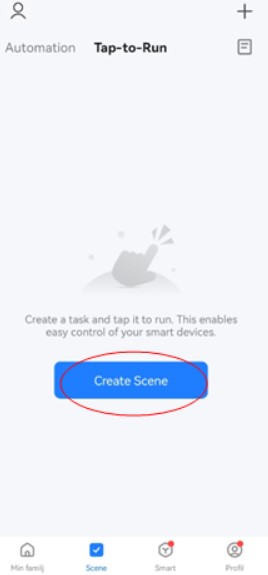 Automation Tap-to-Run
Create a task and tap it to run. This enables
easy control of your smart devices.
Create Scene
Min familj Scene Smart Profil